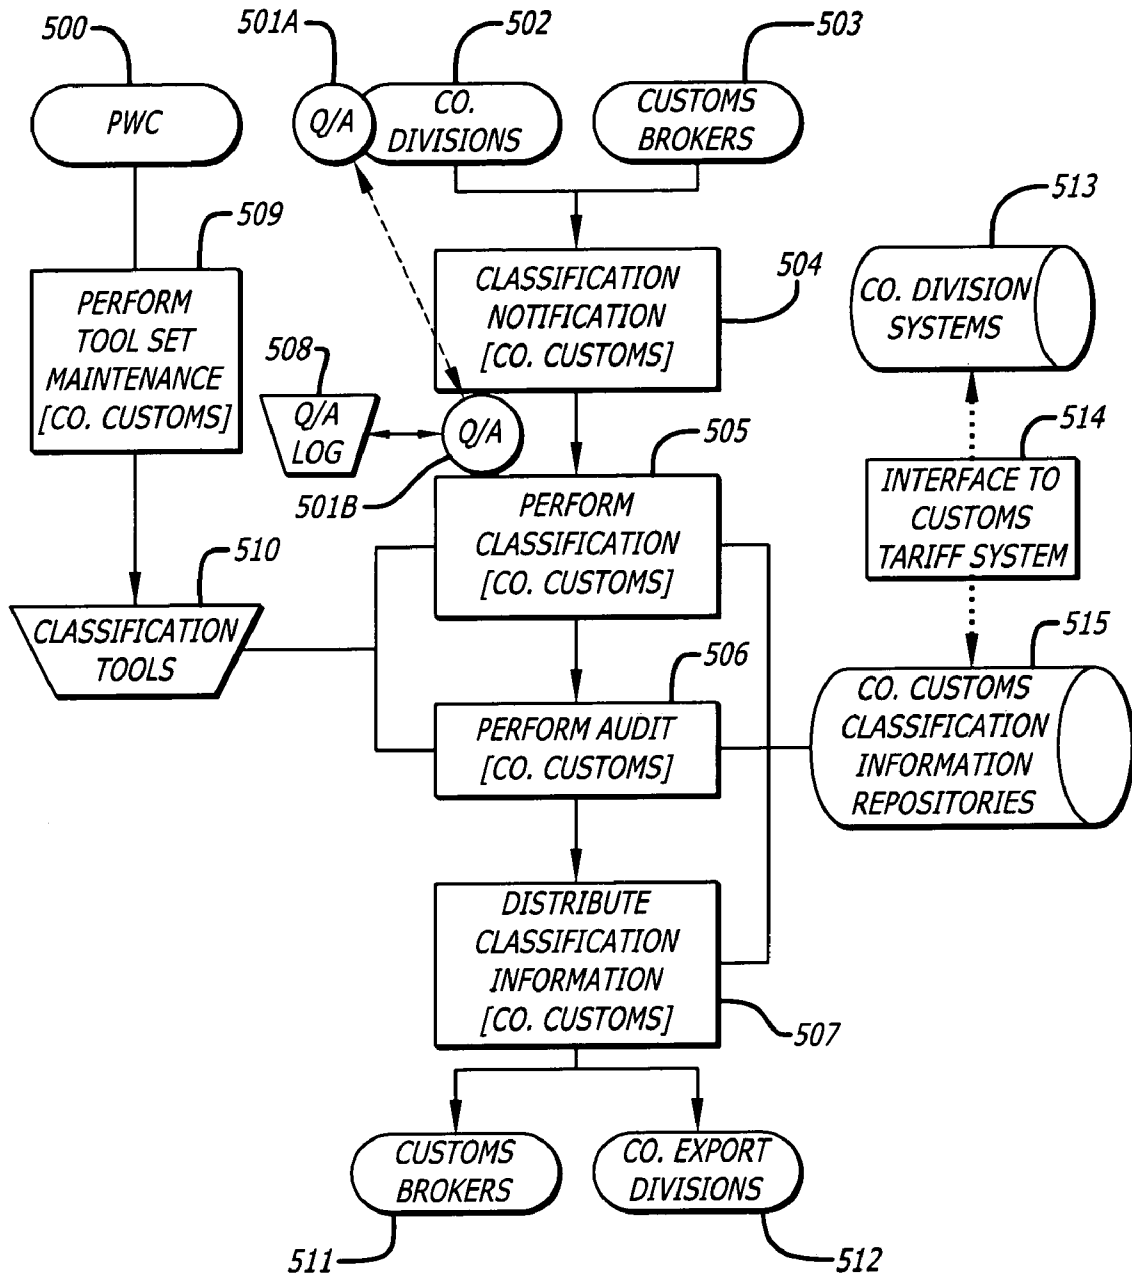 500
501A
502
503
PWC
Q/A
CO.
DIVISIONS
CUSTOMS
BROKERS
509
513
PERFORM
TOOL SET
MAINTENANCE
[CO. CUSTOMS]
CLASSIFICATION
NOTIFICATION
[CO. CUSTOMS]
504
CO. DIVISION
SYSTEMS
508
Q/A
LOG
Q/A
501B
505
514
PERFORM
CLASSIFICATION
[CO. CUSTOMS]
INTERFACE TO
CUSTOMS
TARIFF SYSTEM
510
CLASSIFICATION
TOOLS
506
515
PERFORM AUDIT
[CO. CUSTOMS]
CO. CUSTOMS
CLASSIFICATION
INFORMATION
REPOSITORIES
DISTRIBUTE
CLASSIFICATION
INFORMATION
[CO. CUSTOMS]
507
CUSTOMS
BROKERS
CO. EXPORT
DIVISIONS
511
512